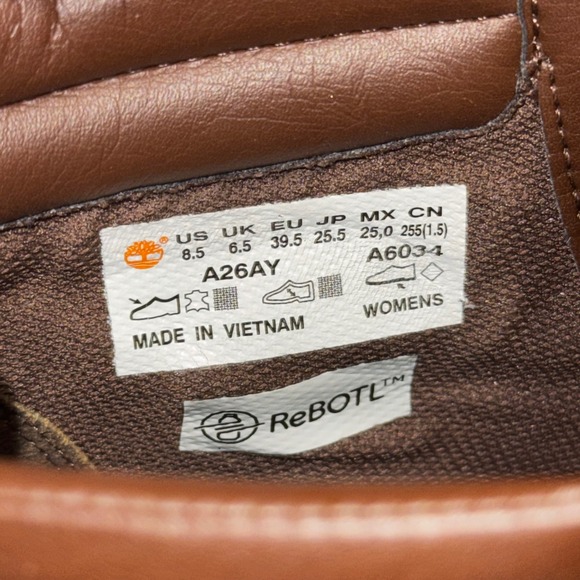 US UK EU JP MX CN
8.5 6.5 39.5 25.5 25,0 255(1.5)
A26AY A6034
MADE IN VIETNAM WOMENS
ReBOTL™